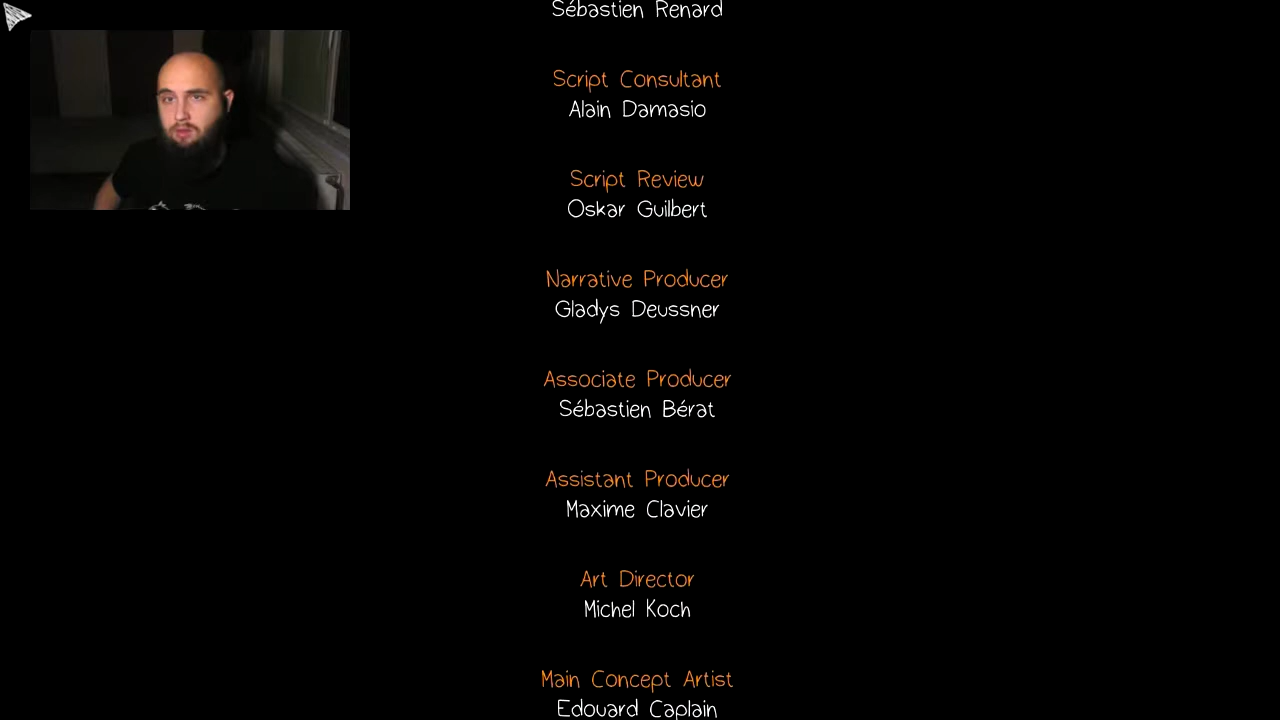 Sébastien Renard
Script Consultant
Alain Damasio
Script Review
Oskar Guilbert
Narrative Producer
Gladys Deussner
Associate Producer
Sébastien Bérat
Assistant Producer
Maxime Clavier
Art Director
Michel Koch
Main Concept Artist
Edouard Caplain